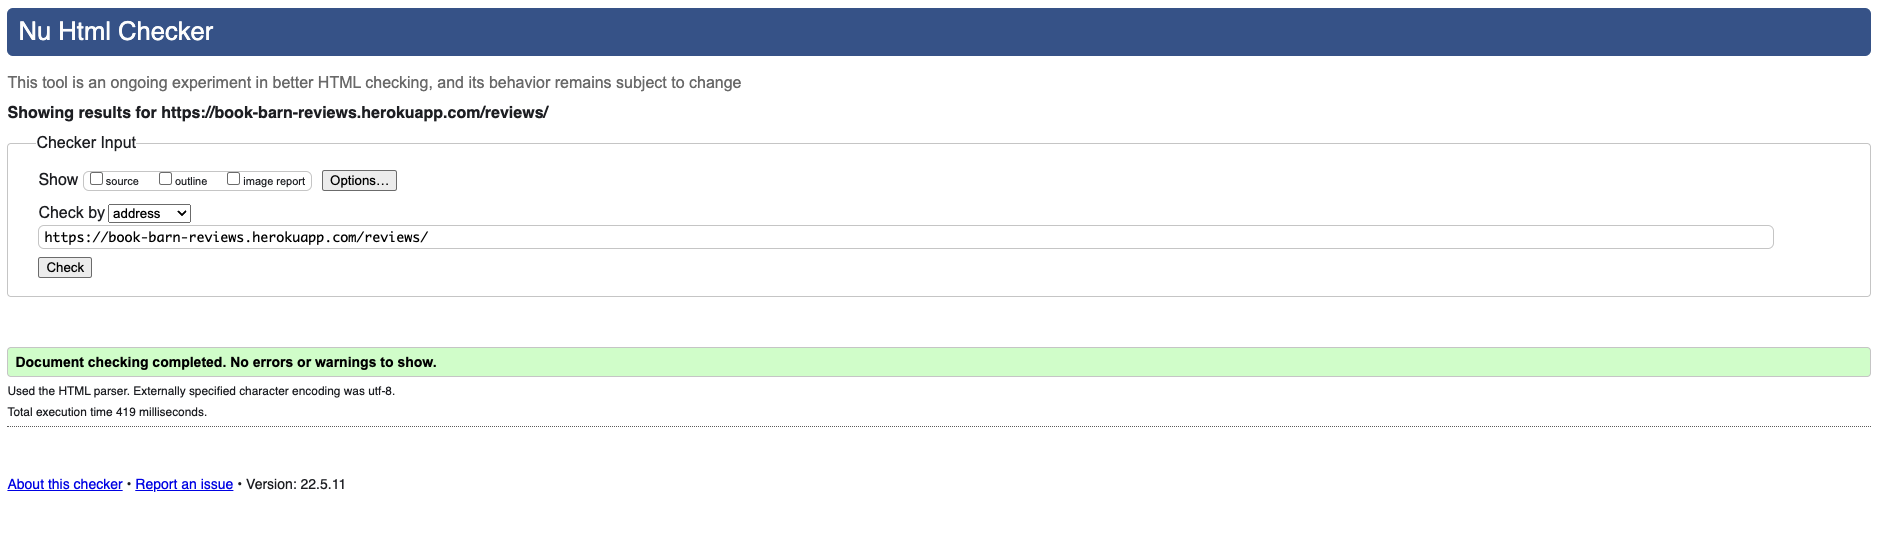 Nu Html Checker
This tool is an ongoing experiment in better HTML checking, and its behavior remains subject to change
Showing results for https://book-barn-reviews.herokuapp.com/reviews/
Checker Input
Show source outline image report Options...
Check by address
https://book-barn-reviews.herokuapp.com/reviews/
Check
Document checking completed. No errors or warnings to show.
Used the HTML parser. Externally specified character encoding was utf-8.
Total execution time 419 milliseconds.
About this checker • Report an issue • Version: 22.5.11